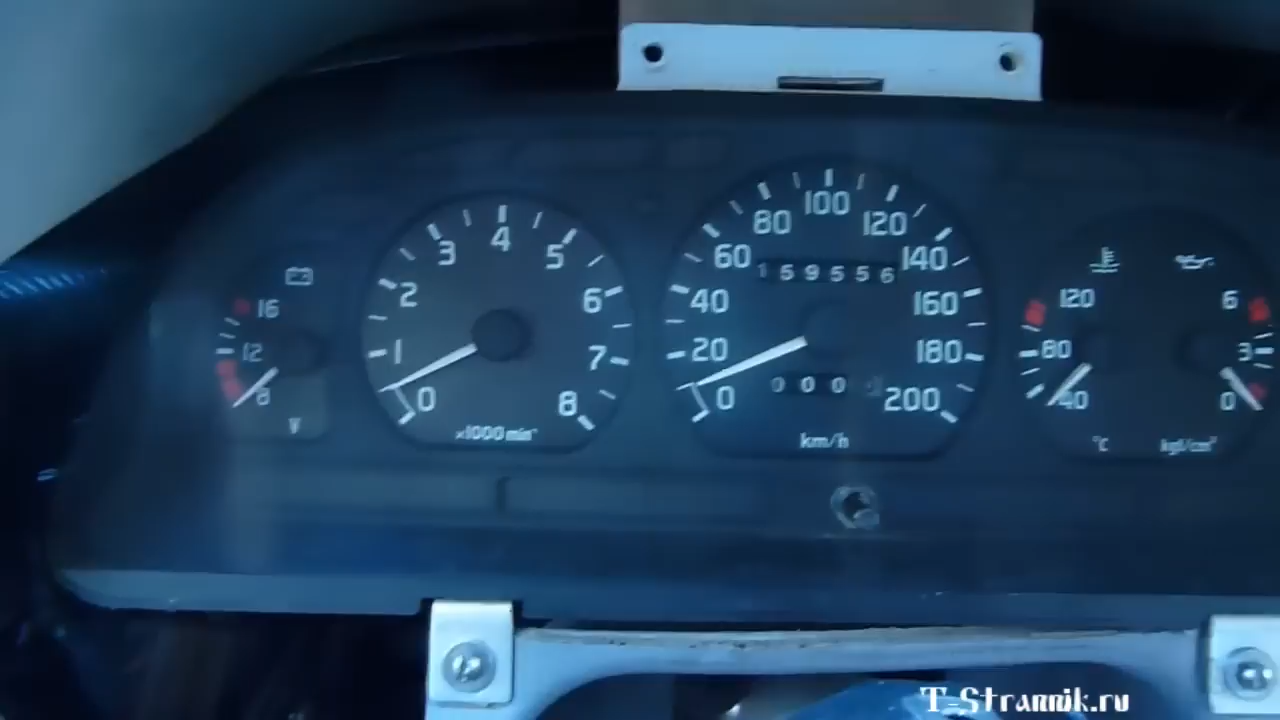 16
12
8
V
0 1 2 3 4 5 6 7 8
×1000 min⁻¹
0 20 40 60 80 100 120 140 160 180 200
159556
000
km/h
120
80
40
°C
6
3
0
kgf/cm²
T-Strannik.ru